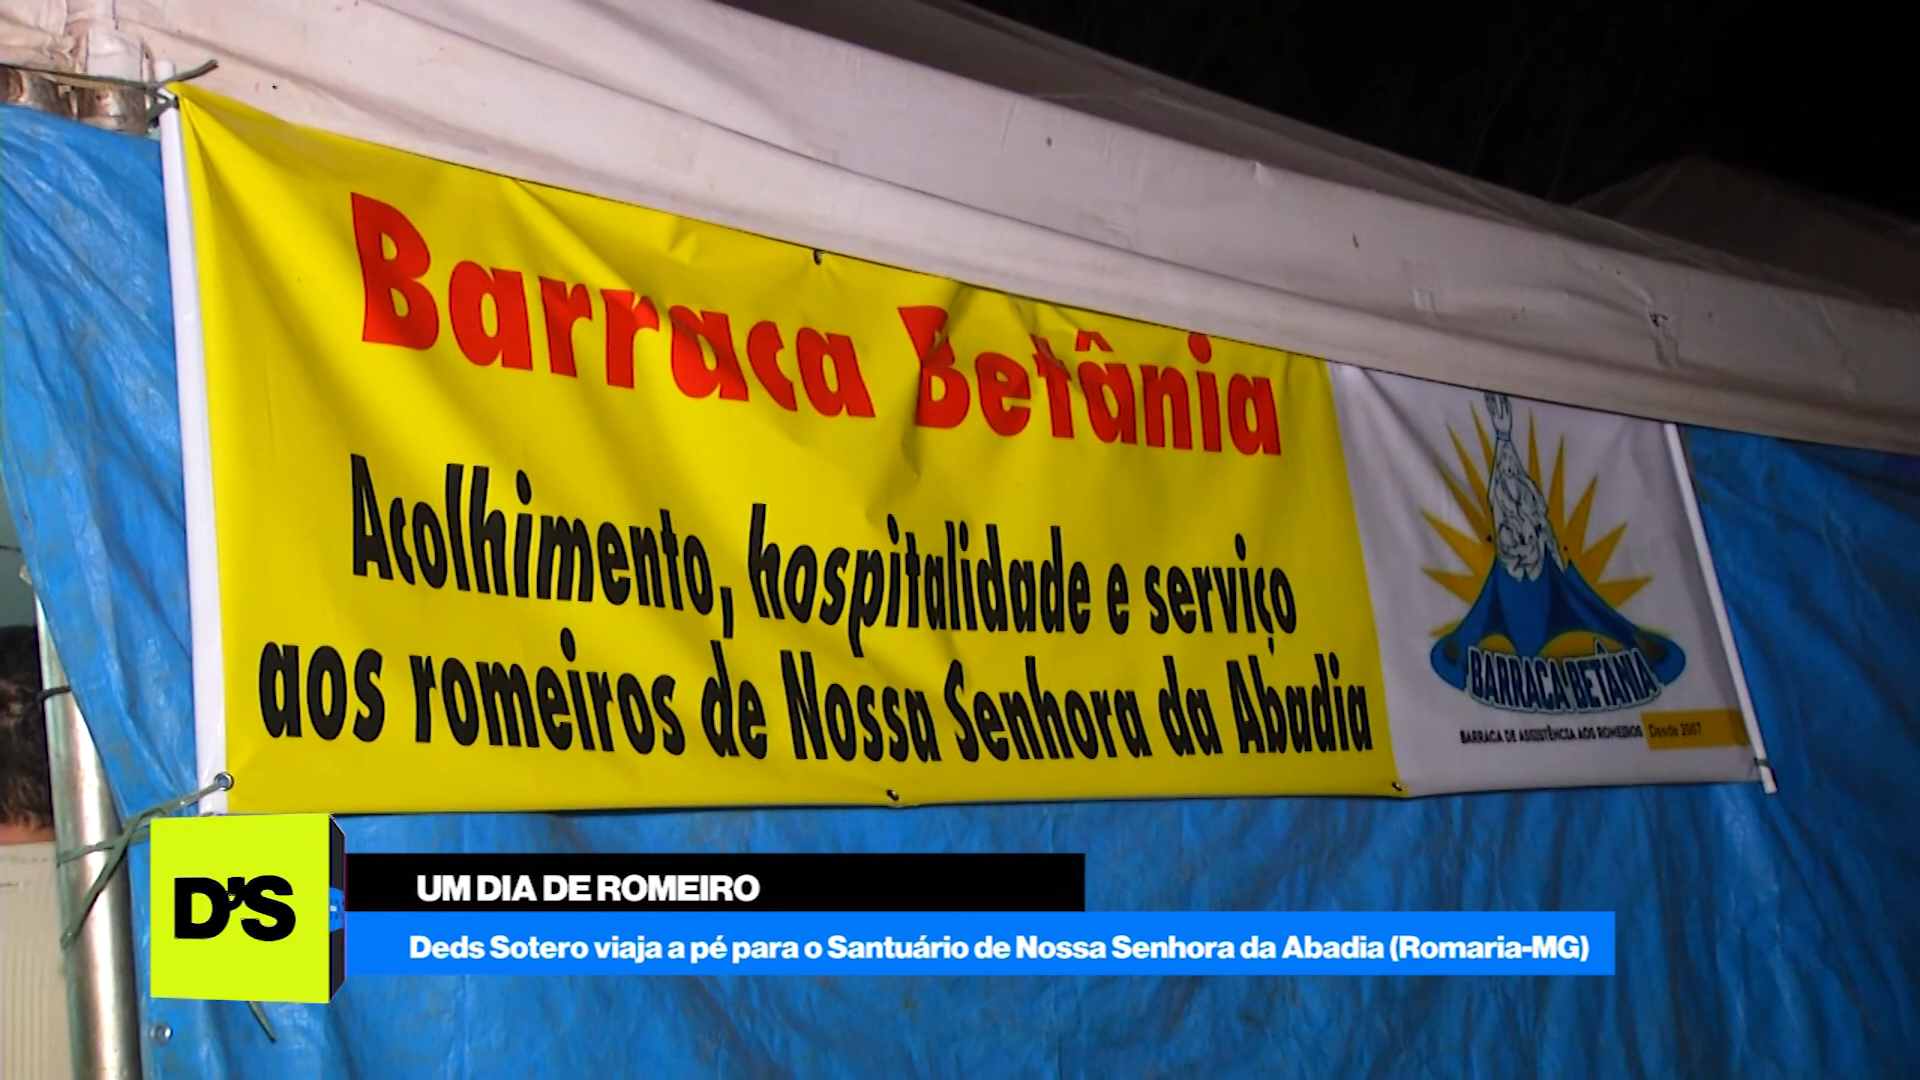 Barraca Betânia
Acolhimento, hospitalidade e serviço
aos romeiros de Nossa Senhora da Abadia
BARRACA BETÂNIA
BARRACA DE ASSISTÊNCIA AOS ROMEIROS Desde 2007
D'S
UM DIA DE ROMEIRO
Deds Sotero viaja a pé para o Santuário de Nossa Senhora da Abadia (Romaria-MG)